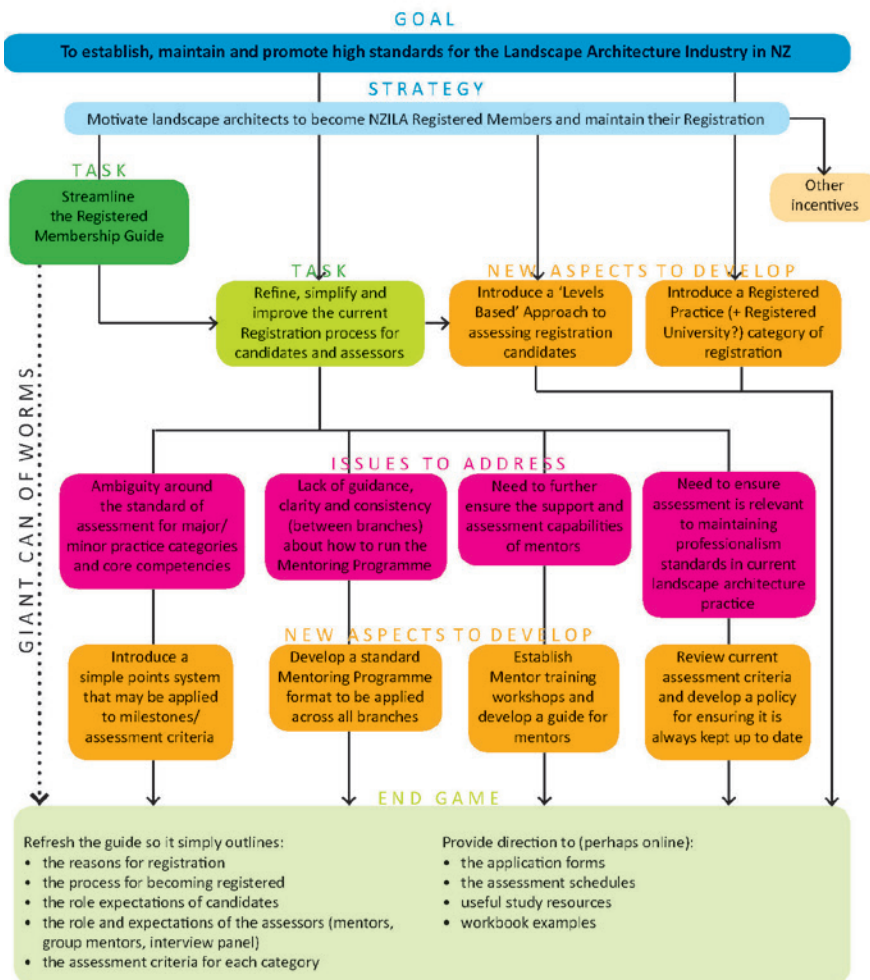 GOAL
To establish, maintain and promote high standards for the Landscape Architecture Industry in NZ
STRATEGY
Motivate landscape architects to become NZILA Registered Members and maintain their Registration
TASK
Streamline
the Registered
Membership Guide
Other
incentives
TASK
Refine, simplify and
improve the current
Registration process for
candidates and assessors
NEW ASPECTS TO DEVELOP
Introduce a ‘Levels
Based’ Approach to
assessing registration
candidates
Introduce a Registered
Practice (+ Registered
University?) category of
registration
GIANT CAN OF WORMS
ISSUES TO ADDRESS
Ambiguity around
the standard of
assessment for major/
minor practice categories
and core competencies
Lack of guidance,
clarity and consistency
(between branches)
about how to run the
Mentoring Programme
Need to further
ensure the support and
assessment capabilities
of mentors
Need to ensure
assessment is relevant
to maintaining
professionalism
standards in current
landscape architecture
practice
NEW ASPECTS TO DEVELOP
Introduce a
simple points system
that may be applied
to milestones/
assessment criteria
Develop a standard
Mentoring Programme
format to be applied
across all branches
Establish
Mentor training
workshops and
develop a guide for
mentors
Review current
assessment criteria
and develop a policy
for ensuring it is
always kept up to date
END GAME
Refresh the guide so it simply outlines:
• the reasons for registration
• the process for becoming registered
• the role expectations of candidates
• the role and expectations of the assessors (mentors,
group mentors, interview panel)
• the assessment criteria for each category
Provide direction to (perhaps online):
• the application forms
• the assessment schedules
• useful study resources
• workbook examples